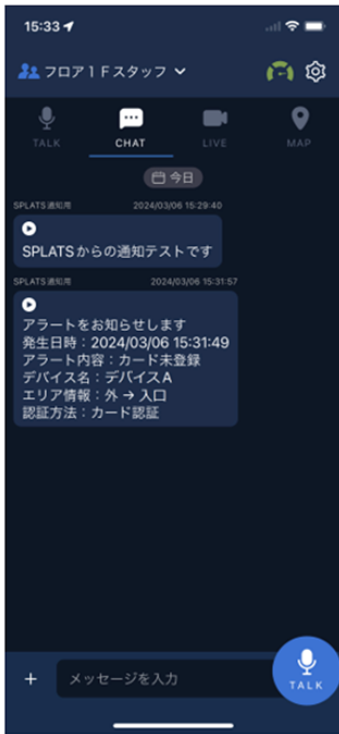 15:33
フロア１Fスタッフ
TALK CHAT LIVE MAP
今日
SPLATS通知用 2024/03/06 15:29:40
SPLATSからの通知テストです
SPLATS通知用 2024/03/06 15:31:57
アラートをお知らせします
発生日時：2024/03/06 15:31:49
アラート内容：カード未登録
デバイス名：デバイスA
エリア情報：外 → 入口
認証方法：カード認証
+ メッセージを入力
TALK